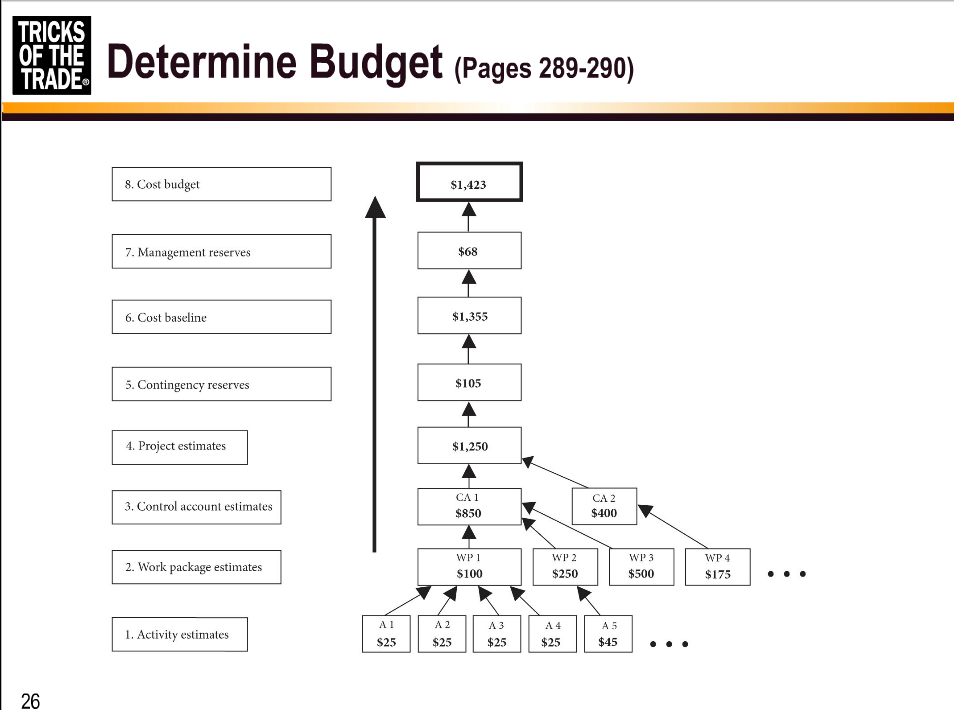 TRICKS
OF THE
TRADE®
Determine Budget (Pages 289-290)
8. Cost budget
$1,423
7. Management reserves
$68
6. Cost baseline
$1,355
5. Contingency reserves
$105
4. Project estimates
$1,250
3. Control account estimates
CA 1
$850
CA 2
$400
2. Work package estimates
WP 1
$100
WP 2
$250
WP 3
$500
WP 4
$175
• • •
1. Activity estimates
A 1
$25
A 2
$25
A 3
$25
A 4
$25
A 5
$45
• • •
26